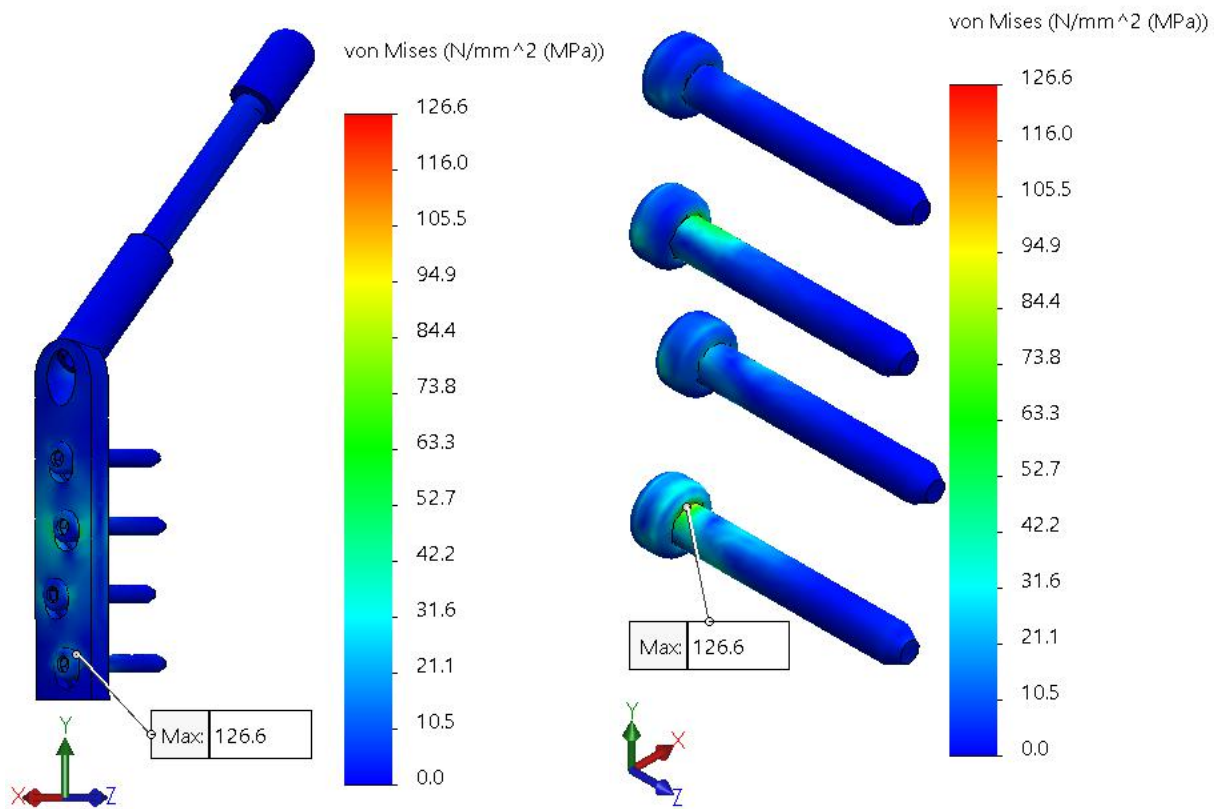 von Mises (N/mm^2 (MPa))
126.6
116.0
105.5
94.9
84.4
73.8
63.3
52.7
42.2
31.6
21.1
10.5
0.0
Max: 126.6
Y
X
Z
von Mises (N/mm^2 (MPa))
126.6
116.0
105.5
94.9
84.4
73.8
63.3
52.7
42.2
31.6
21.1
10.5
0.0
Max: 126.6
Y
X
Z